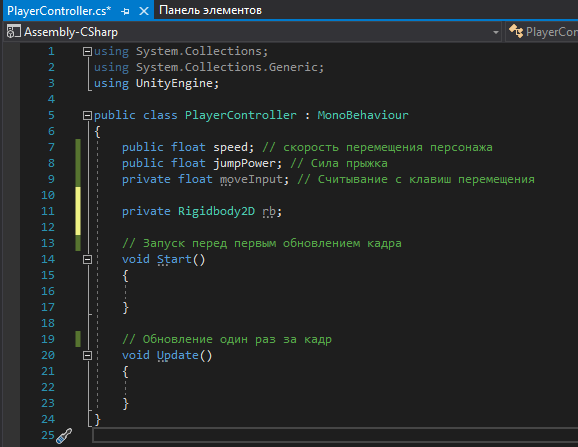 PlayerController.cs* Панель элементов
Assembly-CSharp PlayerCon
1 using System.Collections;
2 using System.Collections.Generic;
3 using UnityEngine;
4
5 public class PlayerController : MonoBehaviour
6 {
7 public float speed; // скорость перемещения персонажа
8 public float jumpPower; // Сила прыжка
9 private float moveInput; // Считывание с клавиш перемещения
10
11 private Rigidbody2D rb;
12
13 // Запуск перед первым обновлением кадра
14 void Start()
15 {
16
17 }
18
19 // Обновление один раз за кадр
20 void Update()
21 {
22
23 }
24 }
25